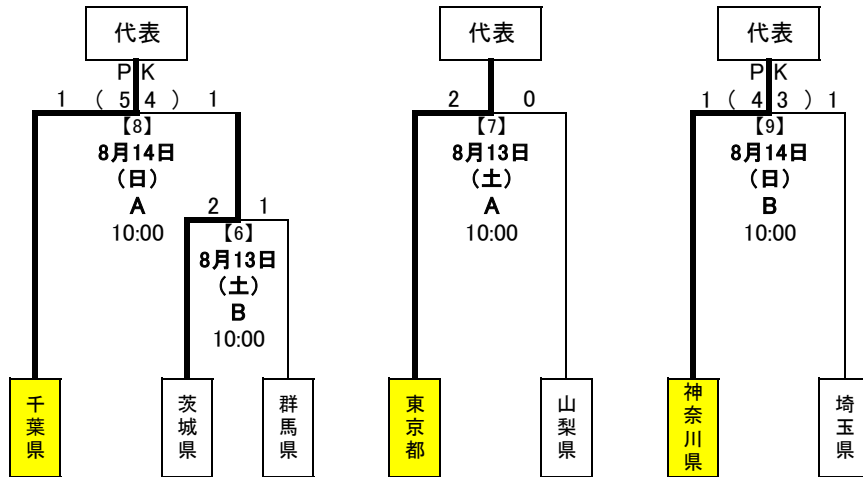 代表
PK
1 ( 5 4 ) 1
【8】
8月14日
(日)
A
10:00
2 1
【6】
8月13日
(土)
B
10:00
千葉県
茨城県
群馬県
代表
2 0
【7】
8月13日
(土)
A
10:00
東京都
山梨県
代表
PK
1 ( 4 3 ) 1
【9】
8月14日
(日)
B
10:00
神奈川県
埼玉県